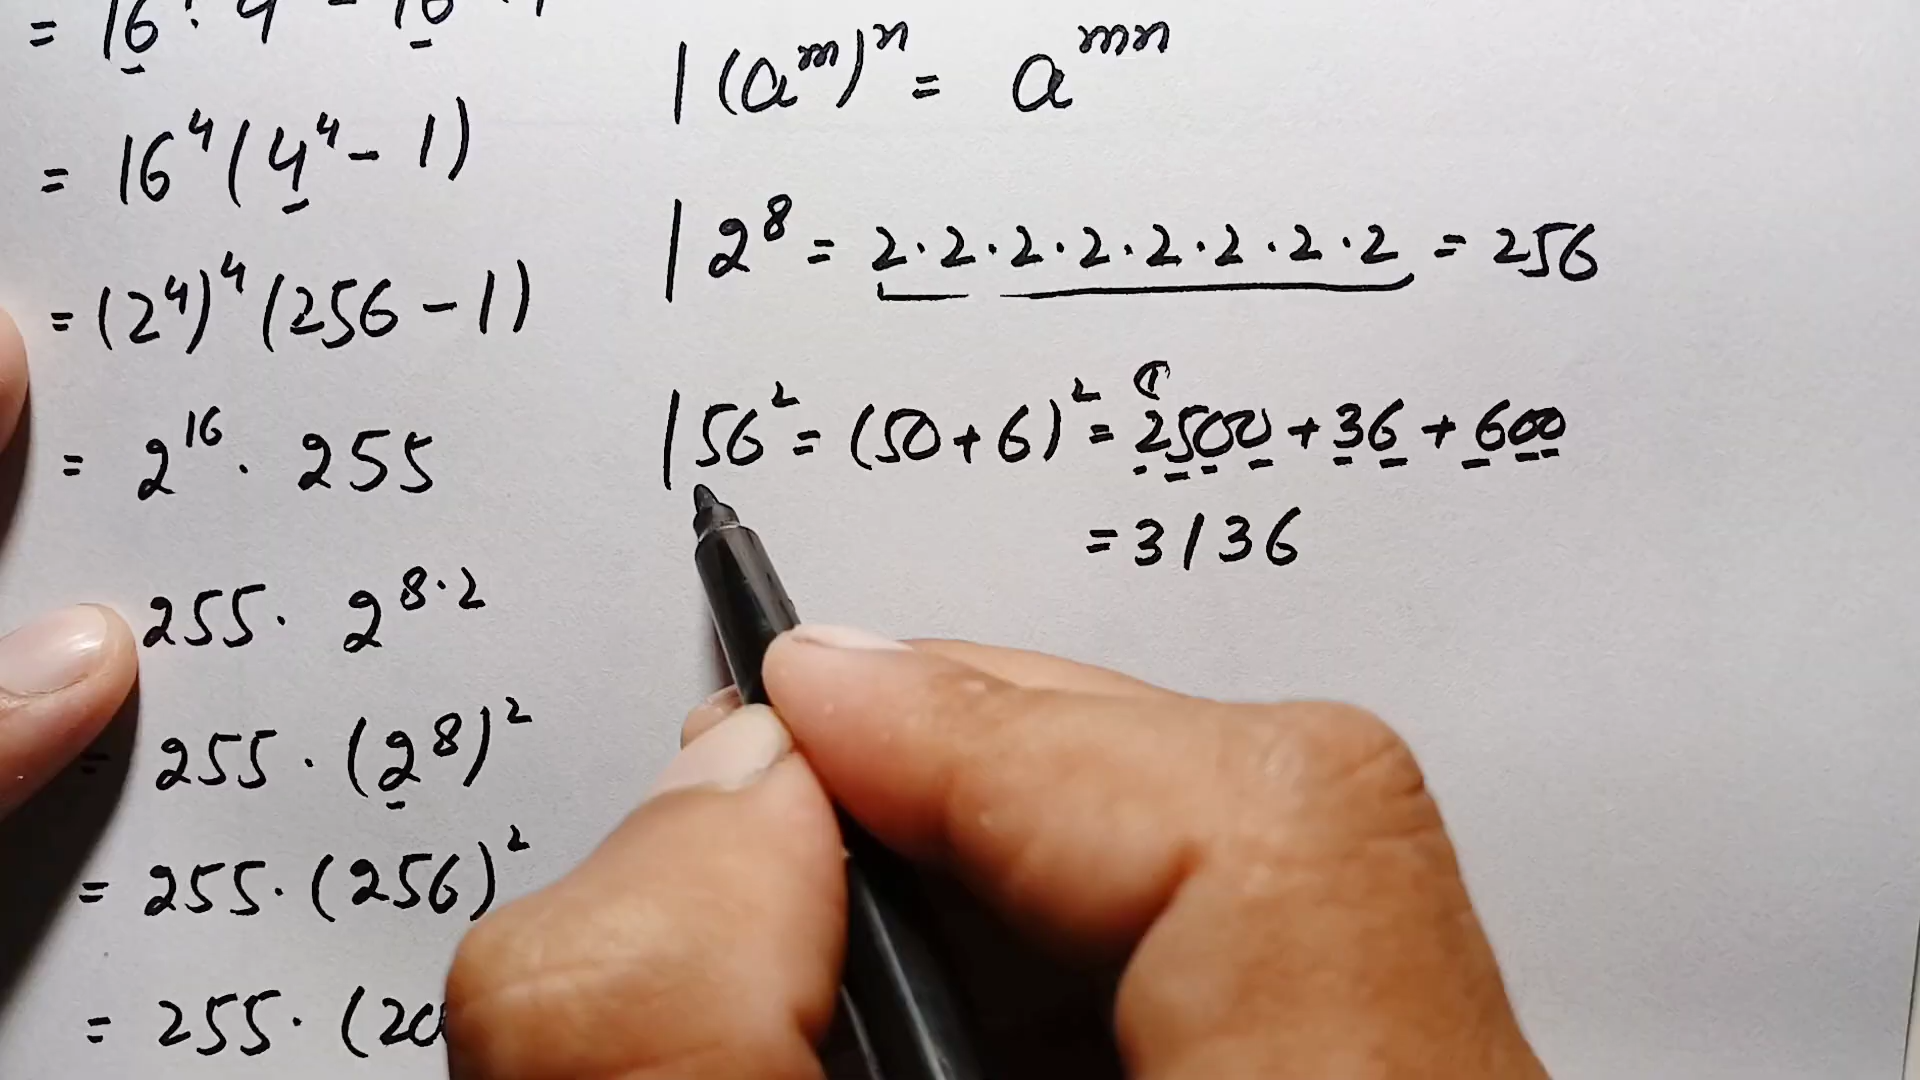 = 16⁴ (4⁴ - 1)
= (2⁴)⁴ (256 - 1)
= 2¹⁶ · 255
255 · 2⁸·²
= 255 · (2⁸)²
= 255 · (256)²
= 255 · (20
| (aᵐ)ⁿ = aᵐⁿ
| 2⁸ = 2·2·2·2·2·2·2·2 = 256
| 56² = (50+6)² = 2500 + 36 + 600
= 3136